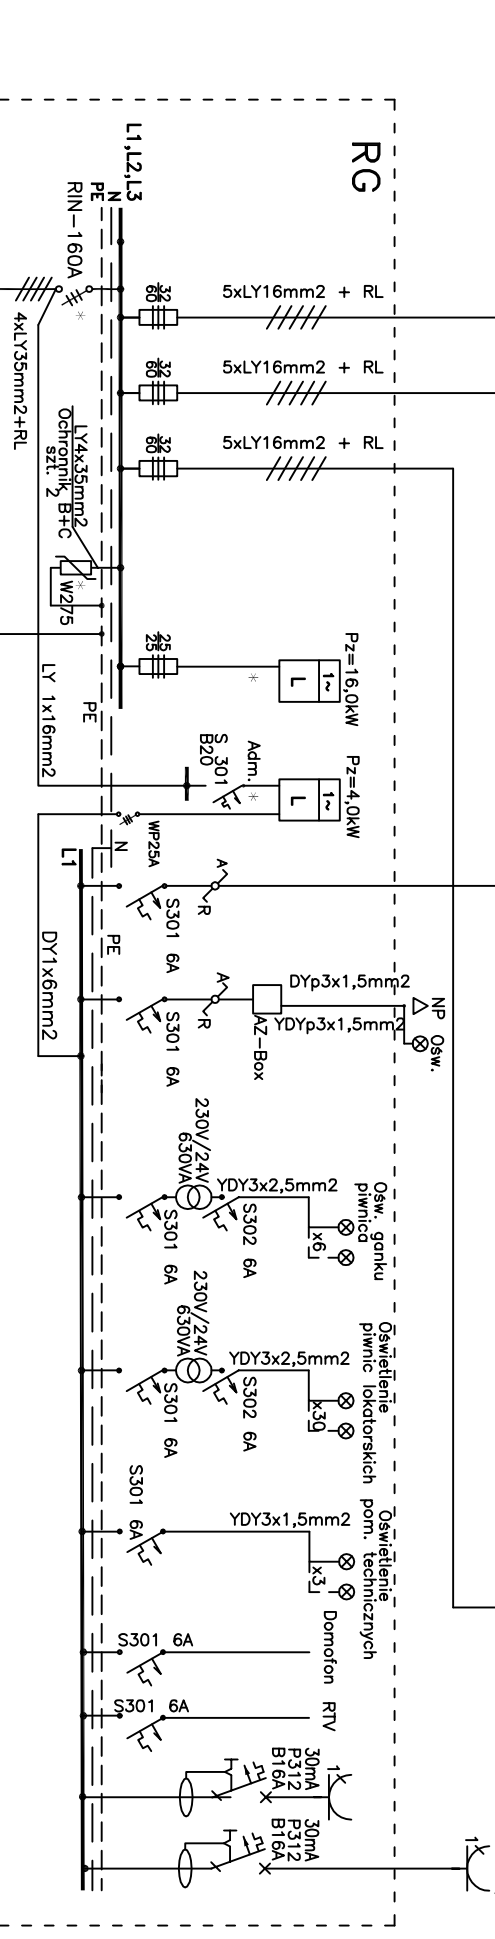 RG
L1,L2,L3
N
PE
RIN-160A
*
4xLY35mm2+RL
32
60
5xLY16mm2 + RL
32
60
5xLY16mm2 + RL
32
60
5xLY16mm2 + RL
LY4x35mm2
Ochronnik B+C
szt. 2
*
W275
25
25
*
L
1~
Pz=16,0kW
PE
LY 1x16mm2
S 301
B20
Adm.
*
L
1~
Pz=4,0kW
WP25A
N
L1
PE
DY1x6mm2
S301 6A
A
R
S301 6A
A
R
AZ-Box
DYp3x1,5mm2
YDYp3x1,5mm2
NP
Ośw.
S301 6A
230V/24V
630VA
S302 6A
YDY3x2,5mm2
x6
Ośw. ganku
piwnica
S301 6A
230V/24V
630VA
S302 6A
YDY3x2,5mm2
x30
Oświetlenie
piwnic lokatorskich
S301 6A
YDY3x1,5mm2
x3
Oświetlenie
pom. technicznych
S301 6A
Domofon
S301 6A
RTV
30mA
P312
B16A
1
30mA
P312
B16A
1